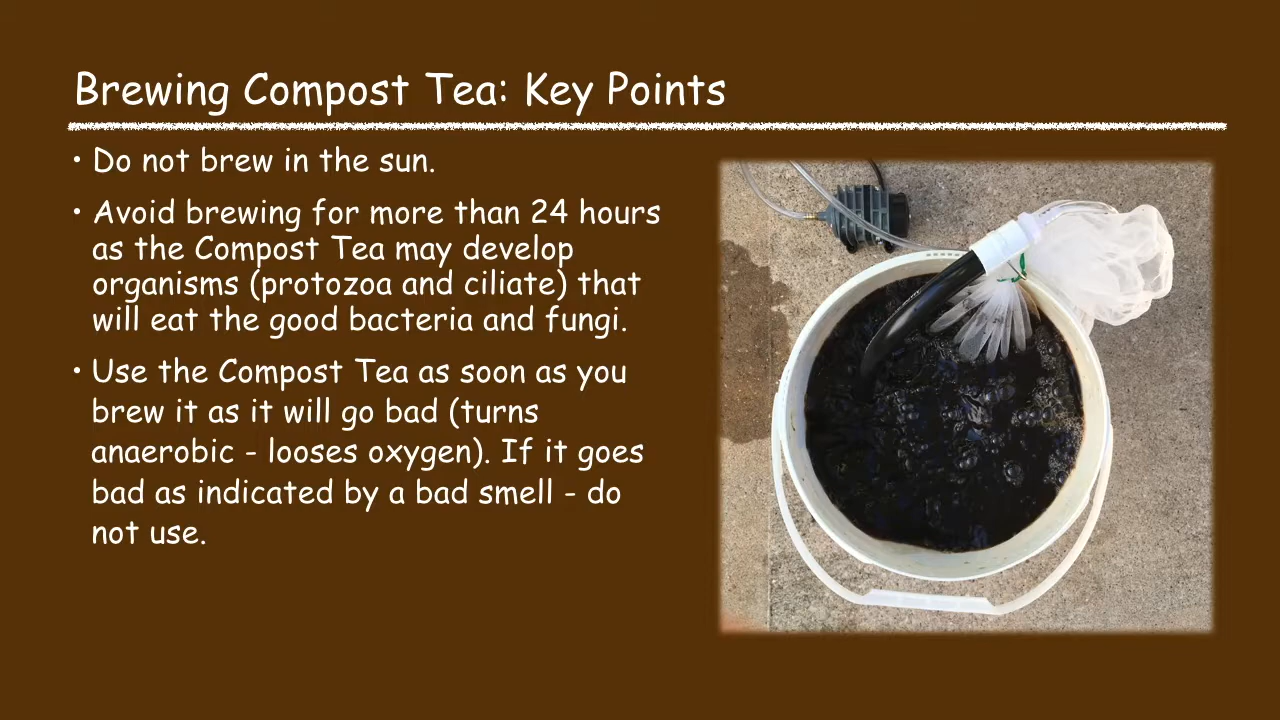 Brewing Compost Tea: Key Points
• Do not brew in the sun.
• Avoid brewing for more than 24 hours
as the Compost Tea may develop
organisms (protozoa and ciliate) that
will eat the good bacteria and fungi.
• Use the Compost Tea as soon as you
brew it as it will go bad (turns
anaerobic - looses oxygen). If it goes
bad as indicated by a bad smell - do
not use.